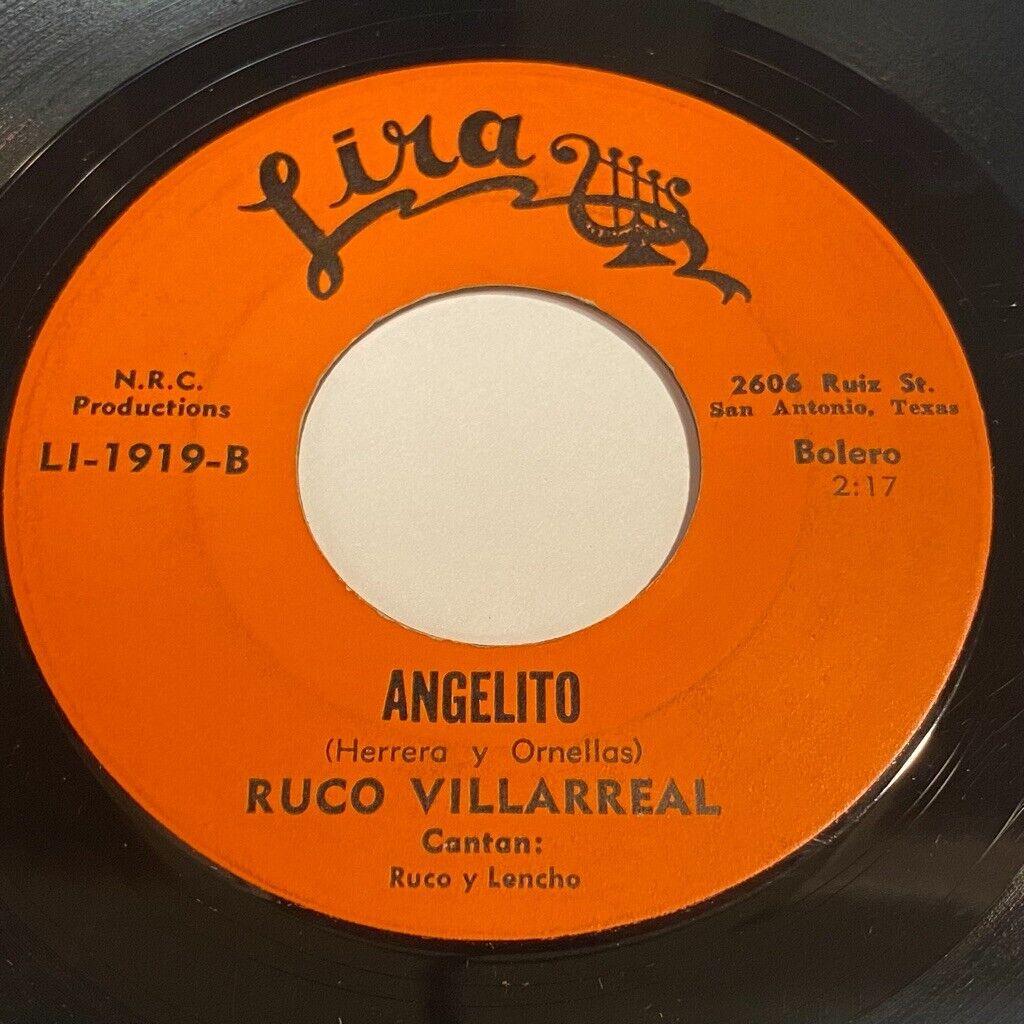 Lira
N.R.C.
Productions
LI-1919-B
2606 Ruiz St.
San Antonio, Texas
Bolero
2:17
ANGELITO
(Herrera y Ornellas)
RUCO VILLARREAL
Cantan:
Ruco y Lencho